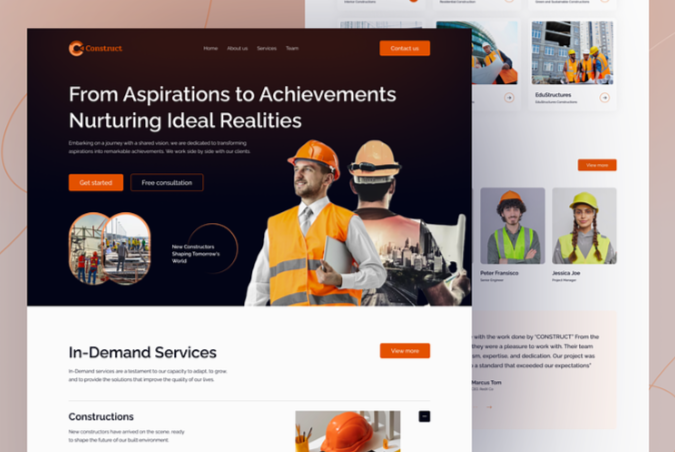 Construct
Home About us Services Team
Contact us
From Aspirations to Achievements
Nurturing Ideal Realities
Embarking on a journey with a shared vision, we are dedicated to transforming
aspirations into remarkable achievements. We work side by side with our clients.
Get started
Free consultation
New Constructors
Shaping Tomorrow's
World
In-Demand Services
View more
In-Demand services are a testament to our capacity to adapt, to grow
and to provide the solutions that improve the quality of our lives.
Constructions
New constructors have arrived on the scene, ready
to shape the future of our built environment.
EduStructures
EduStructures Constructions
View more
Peter Fransisco
Senior Engineer
Jessica Joe
Project Manager
with the work done by "CONSTRUCT" From the
they were a pleasure to work with. Their team
m, expertise, and dedication. Our project was
a standard that exceeded our expectations"
Marcus Tom